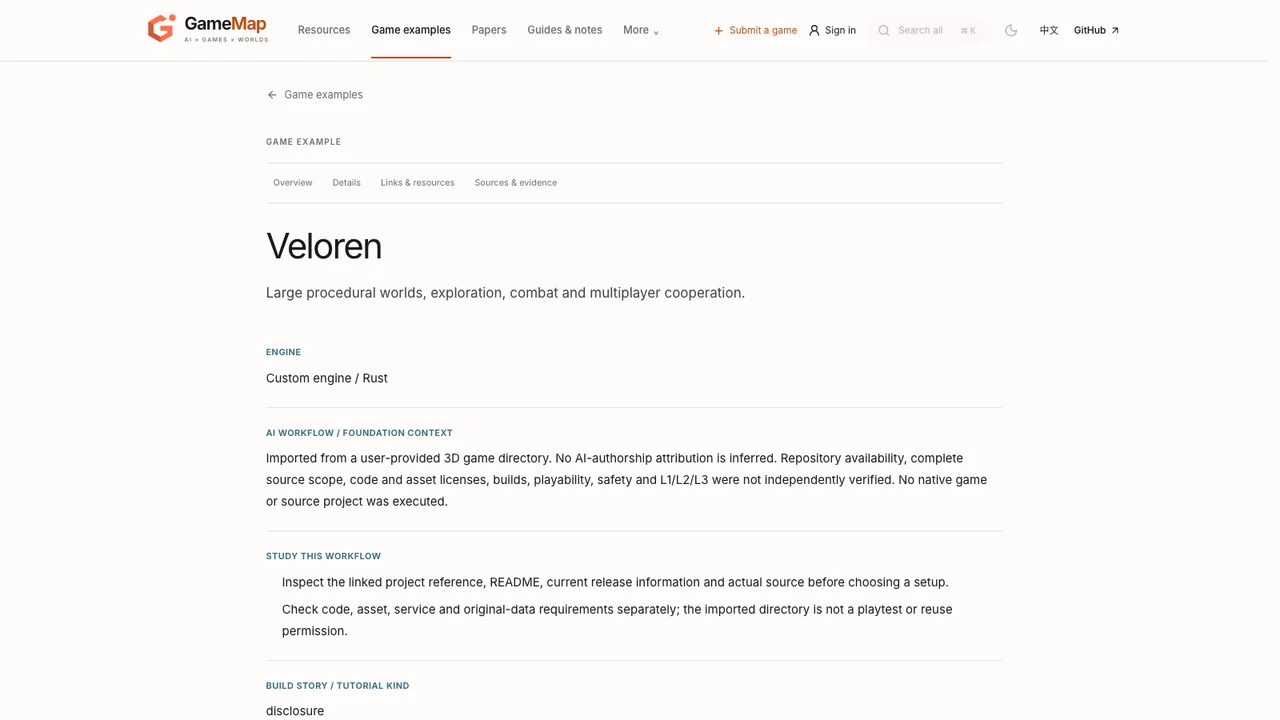 GameMap
AI × GAMES × WORLDS
Resources
Game examples
Papers
Guides & notes
More
Submit a game
Sign in
Search all
⌘ K
中文
GitHub
Game examples
GAME EXAMPLE
Overview
Details
Links & resources
Sources & evidence
Veloren
Large procedural worlds, exploration, combat and multiplayer cooperation.
ENGINE
Custom engine / Rust
AI WORKFLOW / FOUNDATION CONTEXT
Imported from a user-provided 3D game directory. No AI-authorship attribution is inferred. Repository availability, complete
source scope, code and asset licenses, builds, playability, safety and L1/L2/L3 were not independently verified. No native game
or source project was executed.
STUDY THIS WORKFLOW
Inspect the linked project reference, README, current release information and actual source before choosing a setup.
Check code, asset, service and original-data requirements separately; the imported directory is not a playtest or reuse
permission.
BUILD STORY / TUTORIAL KIND
disclosure